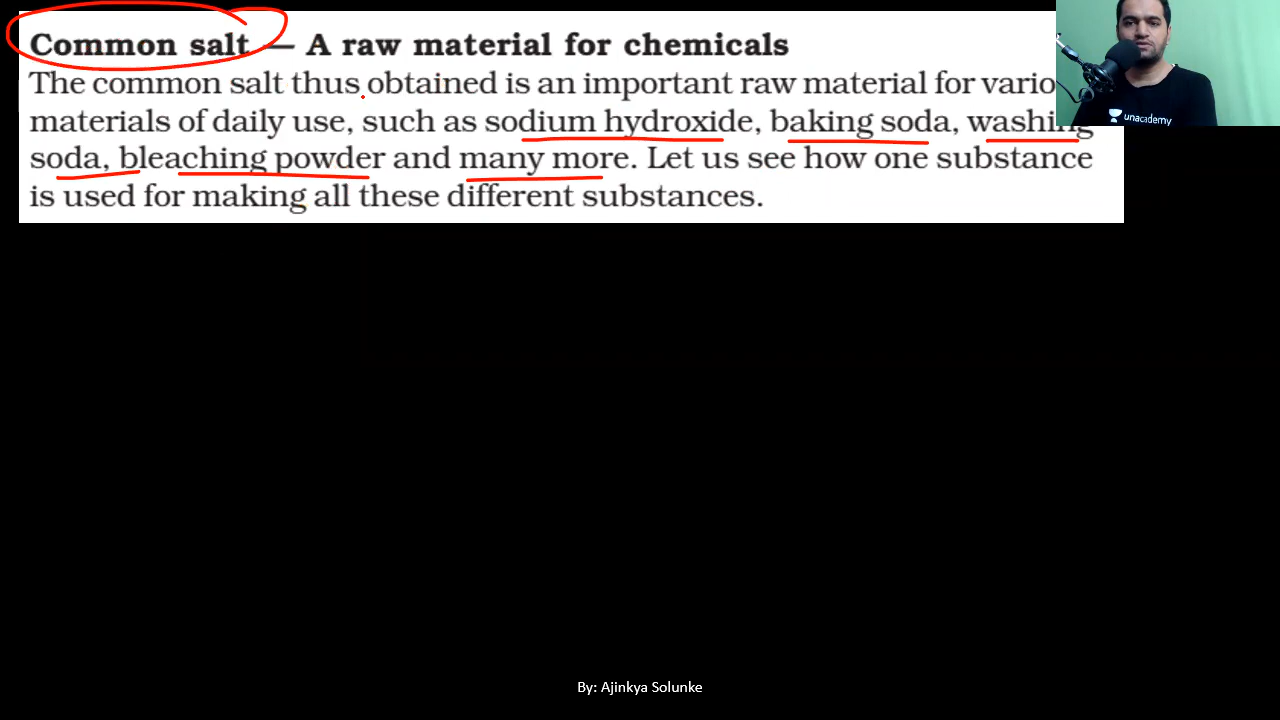 Common salt — A raw material for chemicals
The common salt thus obtained is an important raw material for vario
materials of daily use, such as sodium hydroxide, baking soda, washing
soda, bleaching powder and many more. Let us see how one substance
is used for making all these different substances.
unacademy
By: Ajinkya Solunke